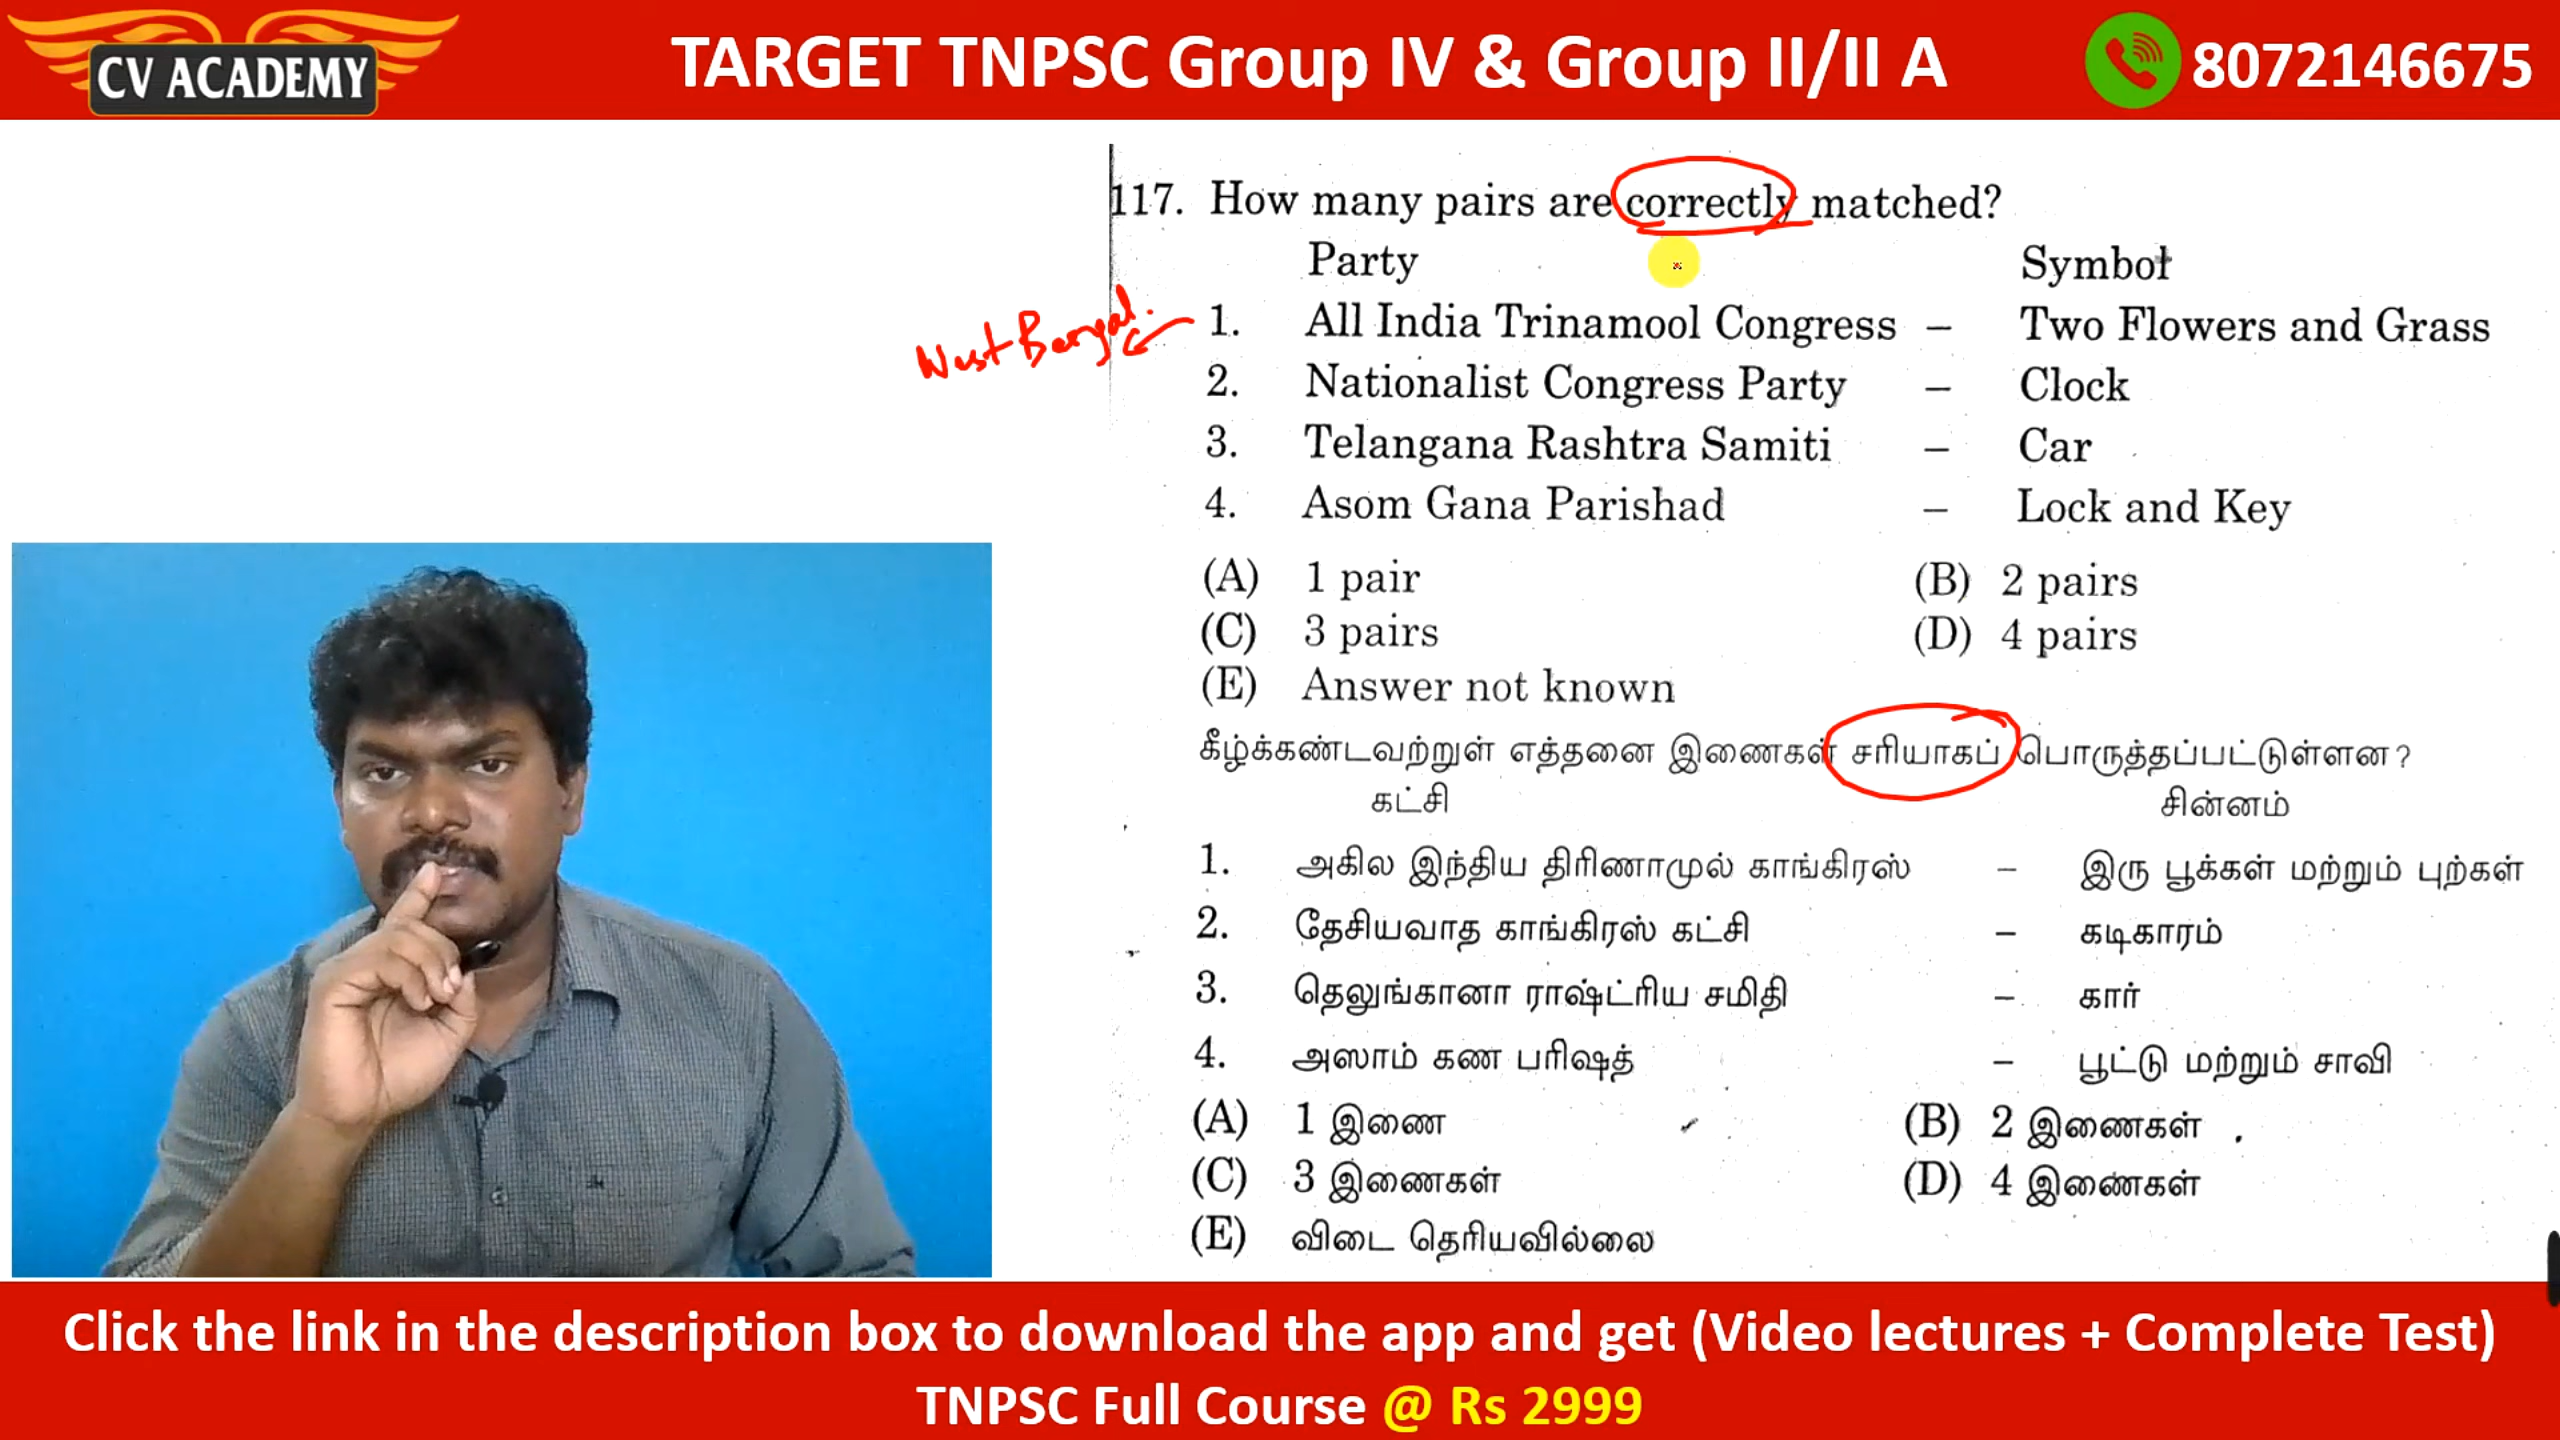 CV ACADEMY
TARGET TNPSC Group IV & Group II/II A
8072146675
117. How many pairs are correctly matched?
Party Symbol
West Bengal.
1. All India Trinamool Congress – Two Flowers and Grass
2. Nationalist Congress Party – Clock
3. Telangana Rashtra Samiti – Car
4. Asom Gana Parishad – Lock and Key
(A) 1 pair (B) 2 pairs
(C) 3 pairs (D) 4 pairs
(E) Answer not known
கீழ்க்கண்டவற்றுள் எத்தனை இணைகள் சரியாகப் பொருத்தப்பட்டுள்ளன?
கட்சி சின்னம்
1. அகில இந்திய திரிணாமுல் காங்கிரஸ் – இரு பூக்கள் மற்றும் புற்கள்
2. தேசியவாத காங்கிரஸ் கட்சி – கடிகாரம்
3. தெலுங்கானா ராஷ்ட்ரிய சமிதி – கார்
4. அஸாம் கண பரிஷத் – பூட்டு மற்றும் சாவி
(A) 1 இணை (B) 2 இணைகள்
(C) 3 இணைகள் (D) 4 இணைகள்
(E) விடை தெரியவில்லை
Click the link in the description box to download the app and get (Video lectures + Complete Test)
TNPSC Full Course @ Rs 2999